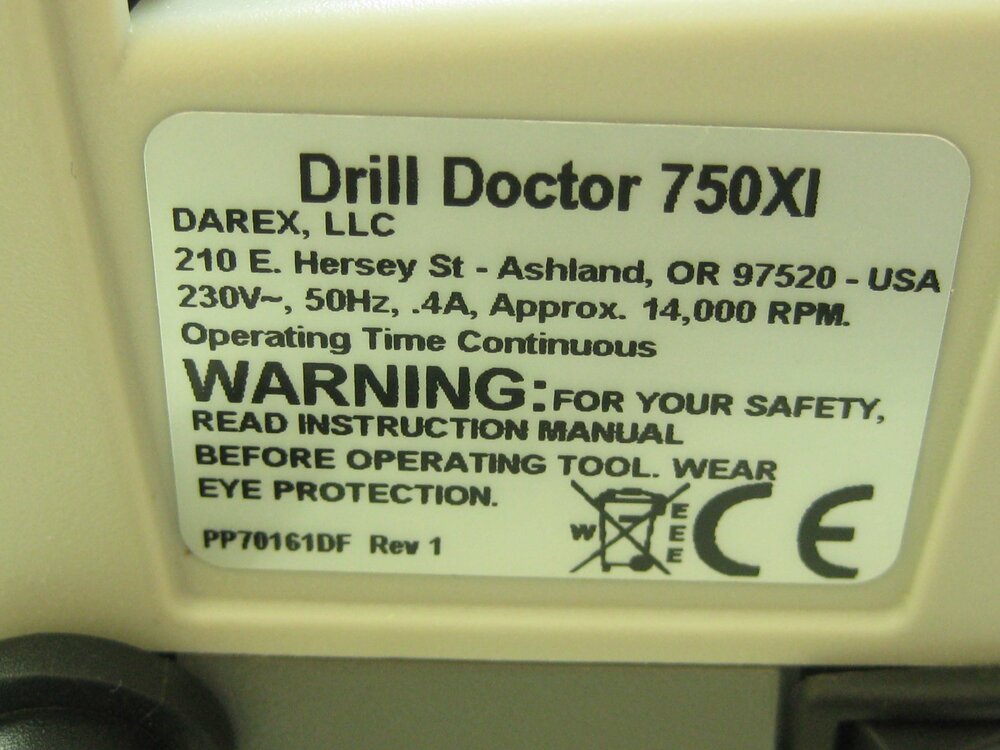 Drill Doctor 750XI
DAREX, LLC
210 E. Hersey St - Ashland, OR 97520 - USA
230V~, 50Hz, .4A, Approx. 14,000 RPM.
Operating Time Continuous
WARNING: FOR YOUR SAFETY,
READ INSTRUCTION MANUAL
BEFORE OPERATING TOOL. WEAR
EYE PROTECTION.
PP70161DF Rev 1
W EEE
CE